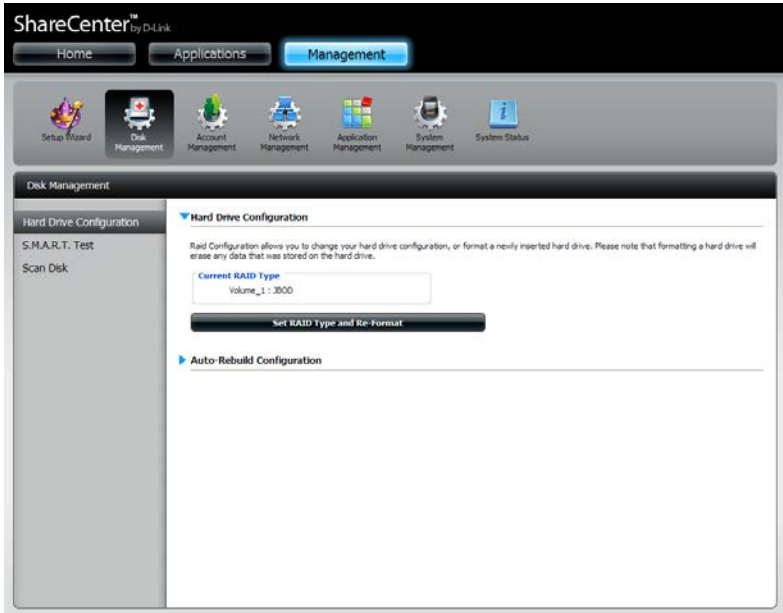 ShareCenter™ by D-Link
Home Applications Management
Setup Wizard
Disk Management
Account Management
Network Management
Application Management
System Management
System Status
Disk Management
Hard Drive Configuration
S.M.A.R.T. Test
Scan Disk
Hard Drive Configuration
Raid Configuration allows you to change your hard drive configuration, or format a newly inserted hard drive. Please note that formatting a hard drive will
erase any data that was stored on the hard drive.
Current RAID Type
Volume_1 : JBOD
Set RAID Type and Re-Format
Auto-Rebuild Configuration